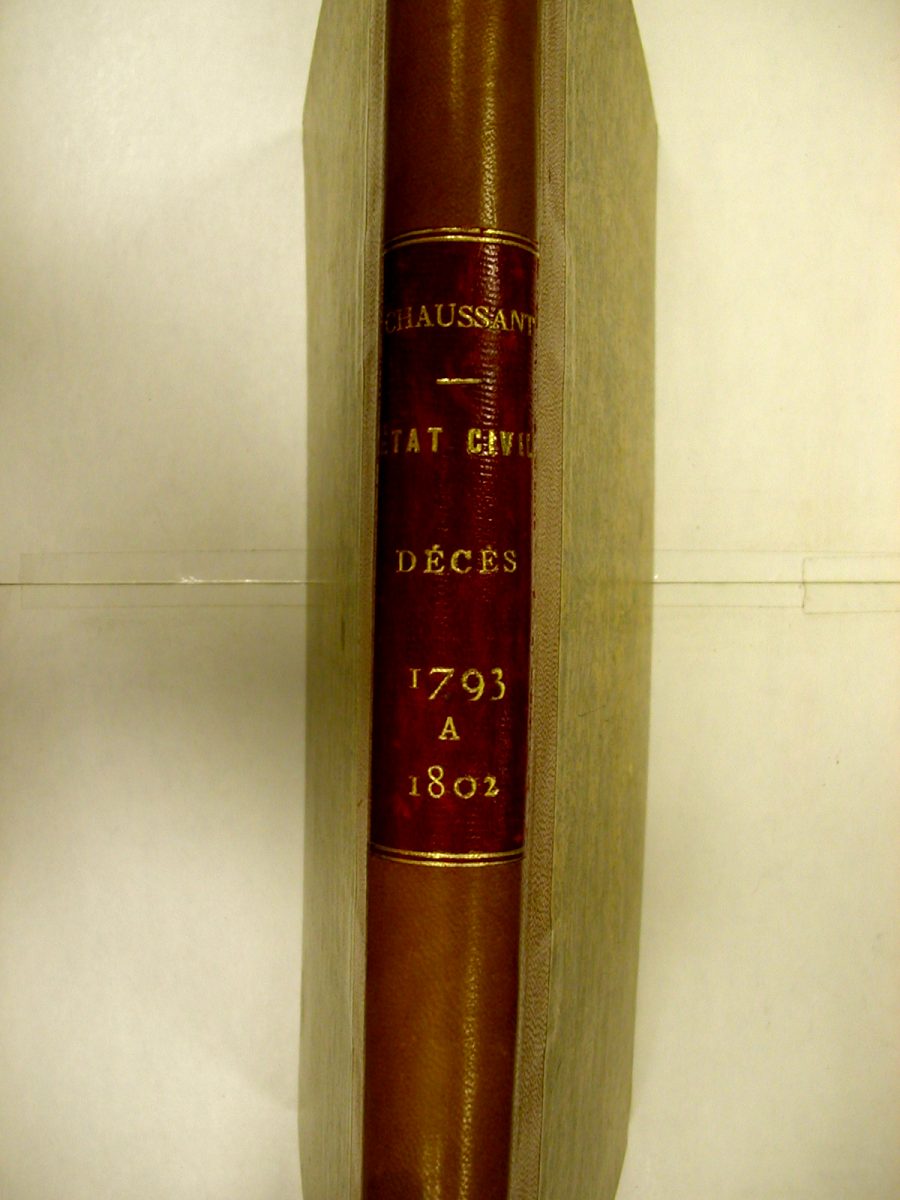 CHAUSSANT
ÉTAT CIVIL
DÉCÈS
1793
A
1802